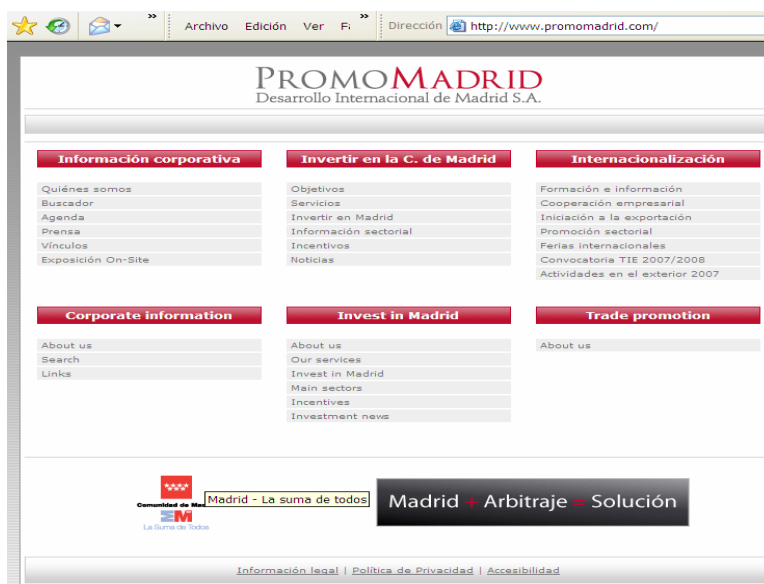 » Archivo Edición Ver F » Dirección http://www.promomadrid.com/
PROMOMADRID
Desarrollo Internacional de Madrid S.A.
Información corporativa
Quiénes somos
Buscador
Agenda
Prensa
Vínculos
Exposición On-Site
Invertir en la C. de Madrid
Objetivos
Servicios
Invertir en Madrid
Información sectorial
Incentivos
Noticias
Internacionalización
Formación e información
Cooperación empresarial
Iniciación a la exportación
Promoción sectorial
Ferias internacionales
Convocatoria TIE 2007/2008
Actividades en el exterior 2007
Corporate information
About us
Search
Links
Invest in Madrid
About us
Our services
Invest in Madrid
Main sectors
Incentives
Investment news
Trade promotion
About us
Comunidad de Mad
EM
La Suma de Todos
Madrid - La suma de todos
Madrid + Arbitraje = Solución
Información legal | Política de Privacidad | Accesibilidad